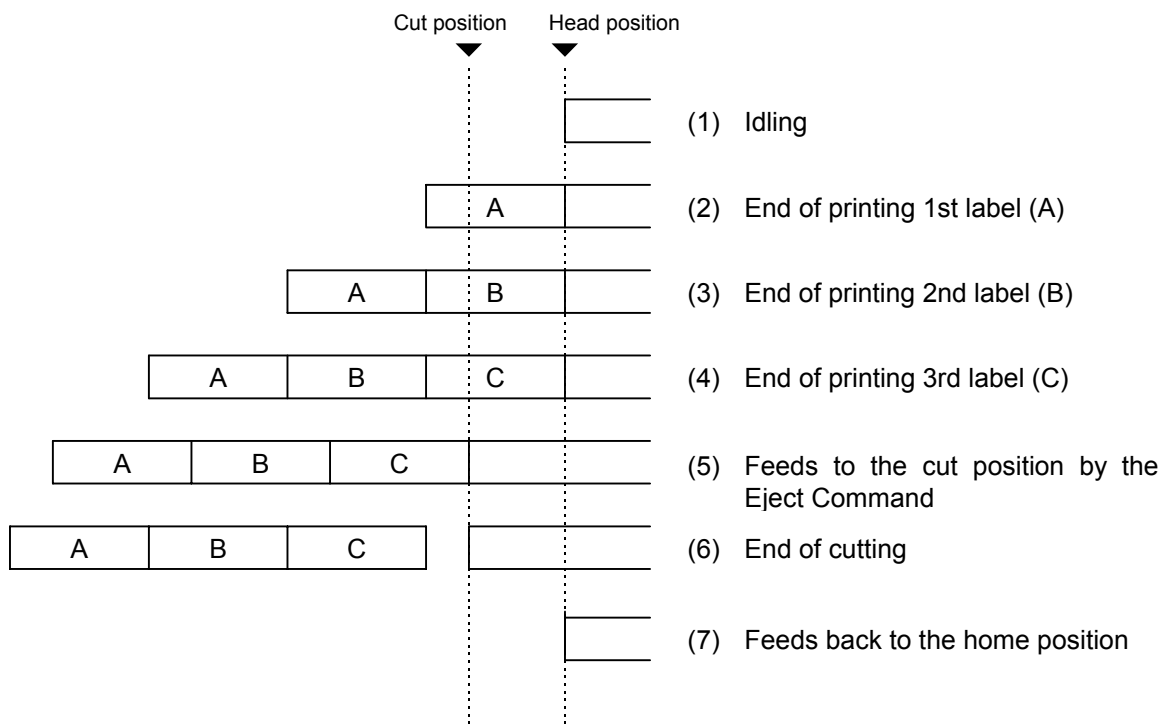 Cut position Head position
(1) Idling
A (2) End of printing 1st label (A)
A B (3) End of printing 2nd label (B)
A B C (4) End of printing 3rd label (C)
A B C (5) Feeds to the cut position by the
Eject Command
A B C (6) End of cutting
(7) Feeds back to the home position